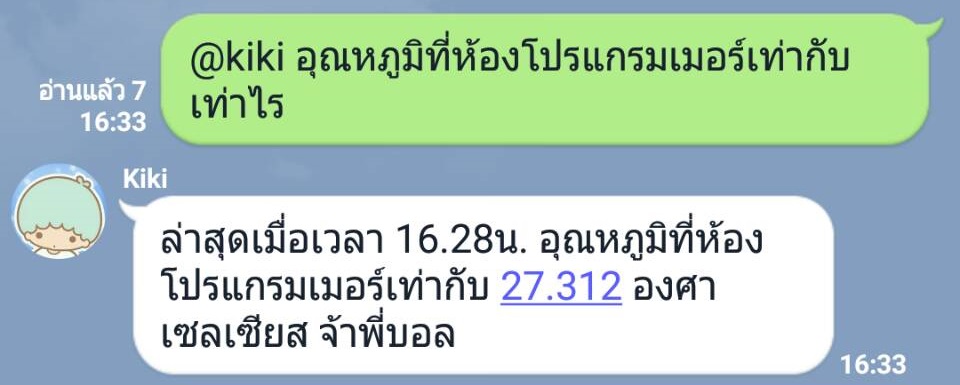 @kiki อุณหภูมิที่ห้องโปรแกรมเมอร์เท่ากับ
เท่าไร
อ่านแล้ว 7
16:33
Kiki
ล่าสุดเมื่อเวลา 16.28น. อุณหภูมิที่ห้อง
โปรแกรมเมอร์เท่ากับ 27.312 องศา
เซลเซียส จ้าพี่บอล
16:33